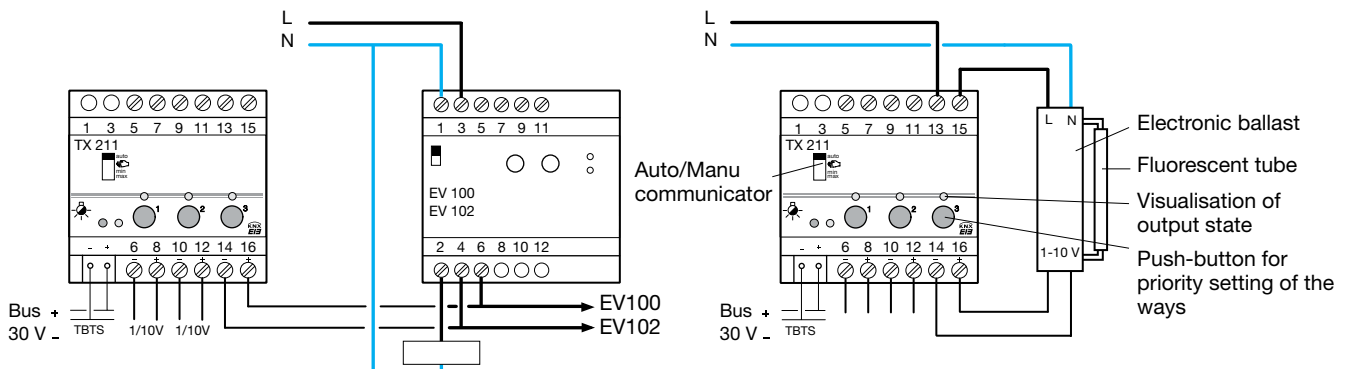 L
N
1 3 5 7 9 11 13 15
TX 211
auto
min
max
1 2 3
KNX
EIB
- + 6 8 10 12 14 16
- + - + - +
Bus +
30 V -
TBTS
1/10V 1/10V
1 3 5 7 9 11
EV 100
EV 102
2 4 6 8 10 12
EV100
EV102
L
N
1 3 5 7 9 11 13 15
TX 211
auto
min
max
1 2 3
KNX
EIB
- + 6 8 10 12 14 16
- + - + - +
Bus +
30 V -
TBTS
L N
1-10 V
Auto/Manu
communicator
Electronic ballast
Fluorescent tube
Visualisation of
output state
Push-button for
priority setting of the
ways